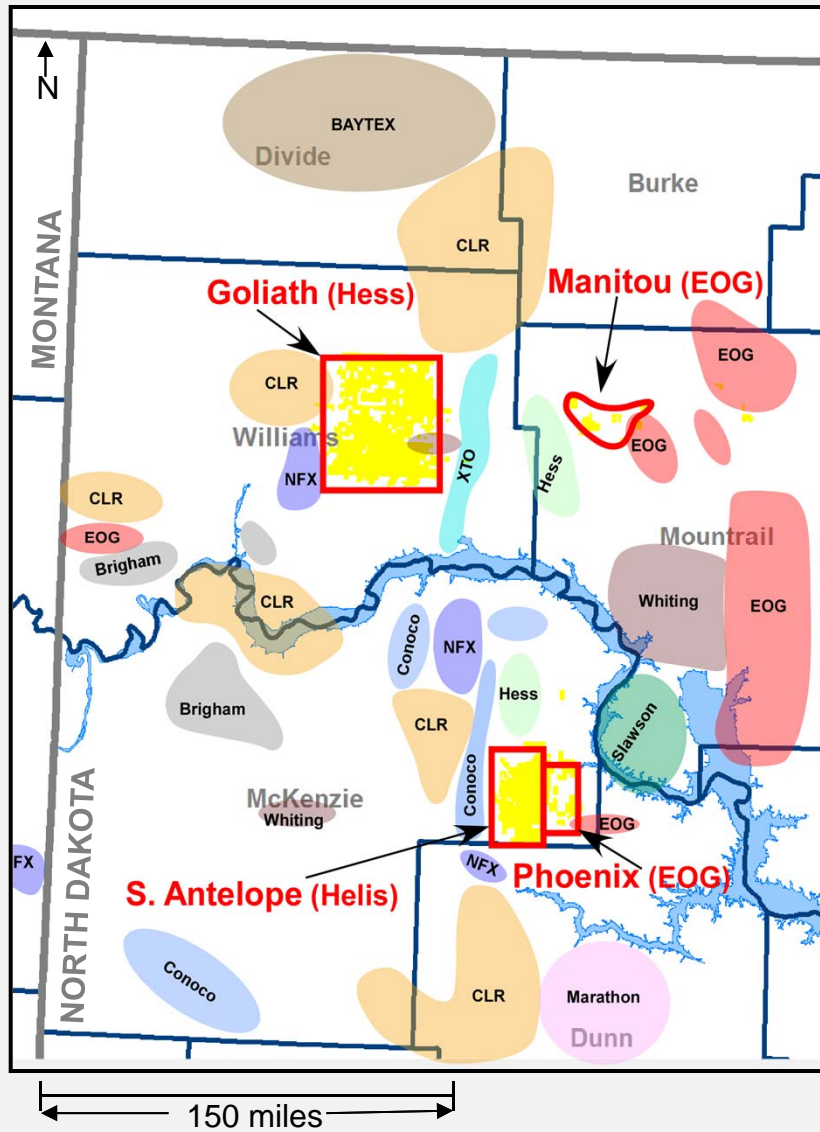 N
BAYTEX
Divide
Burke
MONTANA
CLR
Goliath (Hess)
Manitou (EOG)
EOG
CLR
Williams
EOG
XTO
Hess
NFX
CLR
EOG
Brigham
Mountrail
CLR
Whiting
EOG
Conoco
NFX
Hess
Brigham
CLR
Slawson
Conoco
McKenzie
Whiting
EOG
NORTH DAKOTA
FX
NFX
Phoenix (EOG)
S. Antelope (Helis)
Conoco
CLR
Marathon
Dunn
150 miles